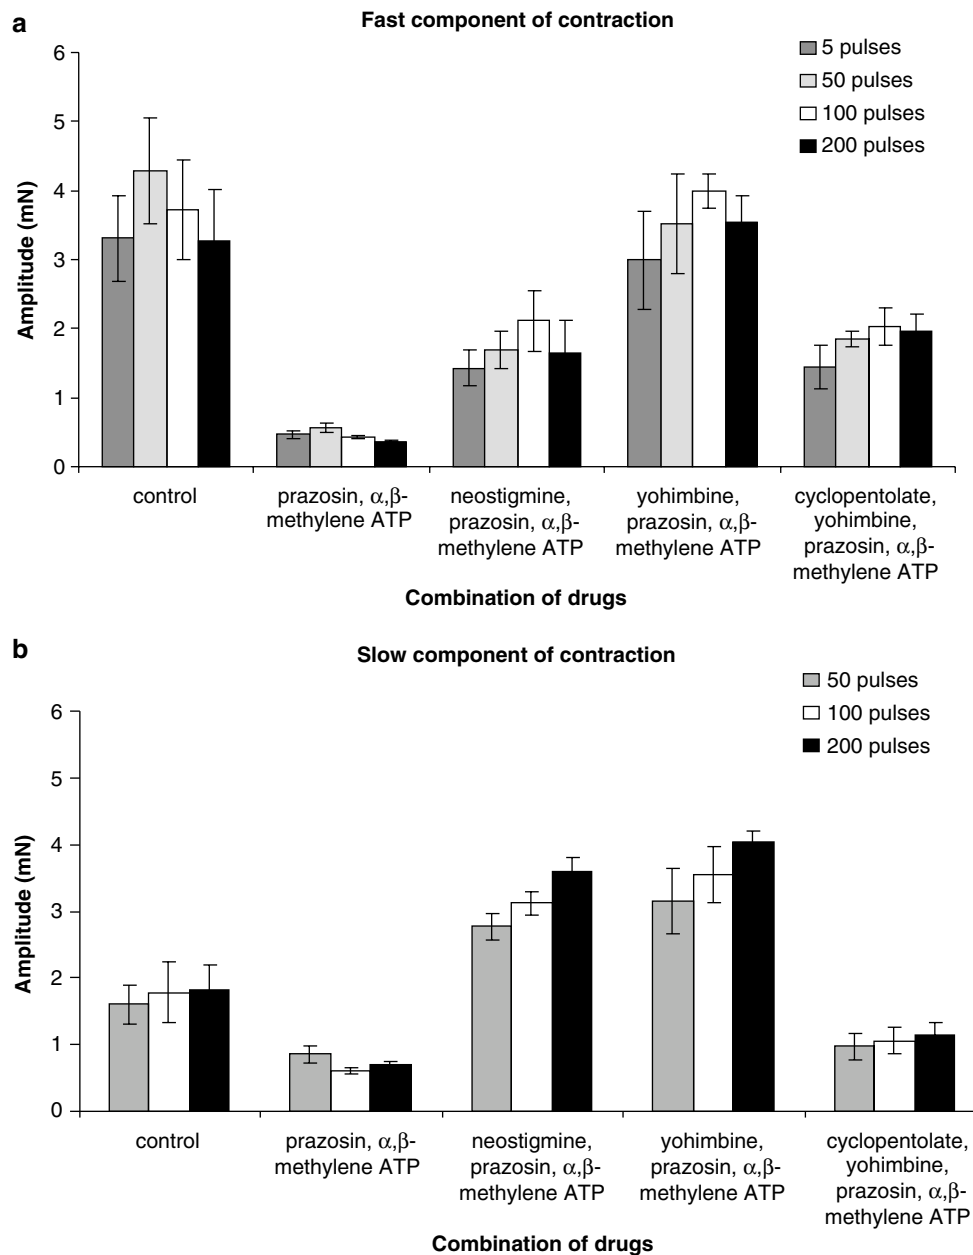 a
Fast component of contraction
5 pulses
50 pulses
100 pulses
200 pulses
Amplitude (mN)
6
5
4
3
2
1
0
control
prazosin, α,β-
methylene ATP
neostigmine,
prazosin, α,β-
methylene ATP
yohimbine,
prazosin, α,β-
methylene ATP
cyclopentolate,
yohimbine,
prazosin, α,β-
methylene ATP
Combination of drugs
b
Slow component of contraction
50 pulses
100 pulses
200 pulses
Amplitude (mN)
6
5
4
3
2
1
0
control
prazosin, α,β-
methylene ATP
neostigmine,
prazosin, α,β-
methylene ATP
yohimbine,
prazosin, α,β-
methylene ATP
cyclopentolate,
yohimbine,
prazosin, α,β-
methylene ATP
Combination of drugs